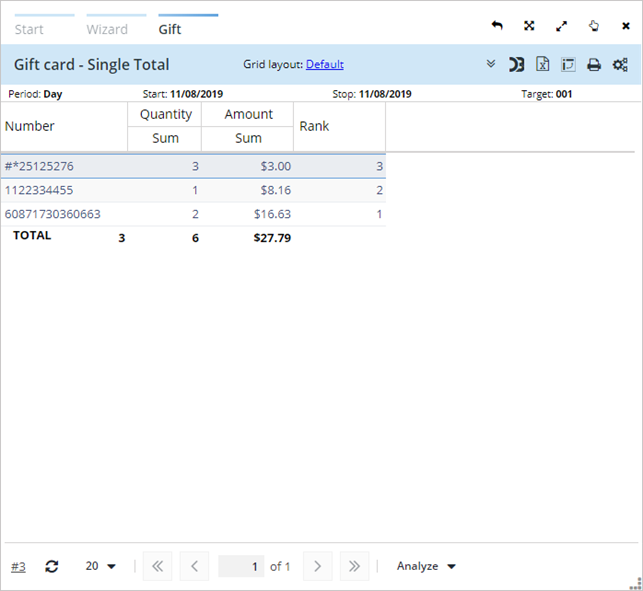 Start Wizard Gift
Gift card - Single Total Grid layout: Default
Period: Day Start: 11/08/2019 Stop: 11/08/2019 Target: 001
Number Quantity Amount Rank
Sum Sum
#*25125276 3 $3.00 3
1122334455 1 $8.16 2
60871730360663 2 $16.63 1
TOTAL 3 6 $27.79
#3 20 1 of 1 Analyze